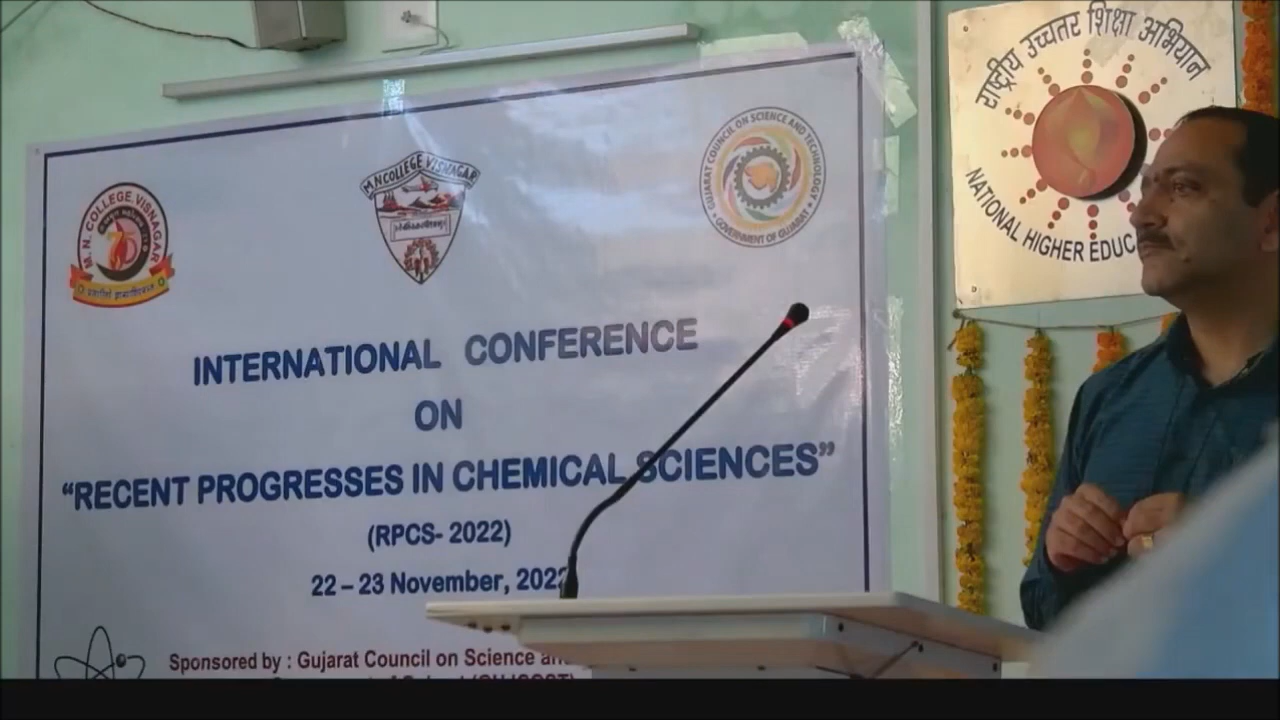 M. N. COLLEGE, VISNAGAR
M.N COLLEGE VISNAGAR
GUJARAT COUNCIL ON SCIENCE AND TECHNOLOGY
GOVERNMENT OF GUJARAT
INTERNATIONAL CONFERENCE
ON
“RECENT PROGRESSES IN CHEMICAL SCIENCES”
(RPCS- 2022)
22 – 23 November, 2022
Sponsored by : Gujarat Council on Science and
राष्ट्रीय उच्चतर शिक्षा अभियान
NATIONAL HIGHER